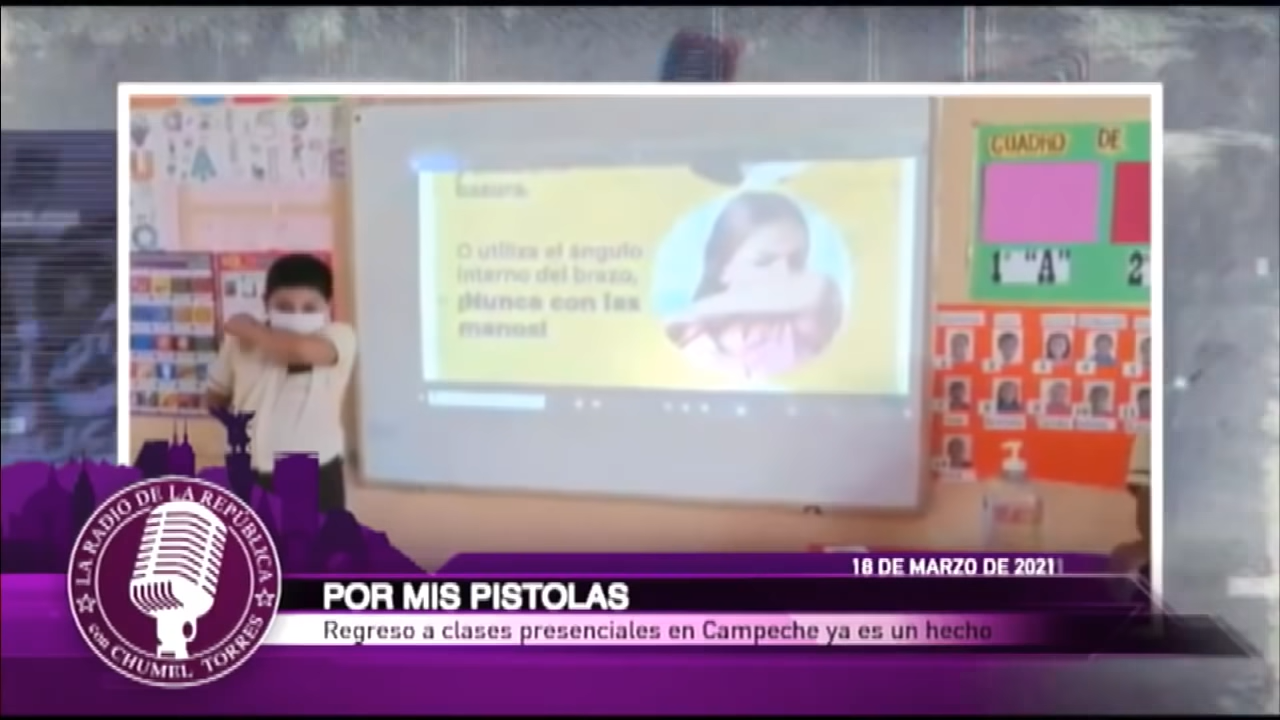 CUADRO DE
1° "A"
2
basura.
O utiliza el ángulo
interno del brazo,
¡Nunca con las
manos!
18 DE MARZO DE 2021
POR MIS PISTOLAS
Regreso a clases presenciales en Campeche ya es un hecho
LA RADIO DE LA REPÚBLICA
con CHUMEL TORRES